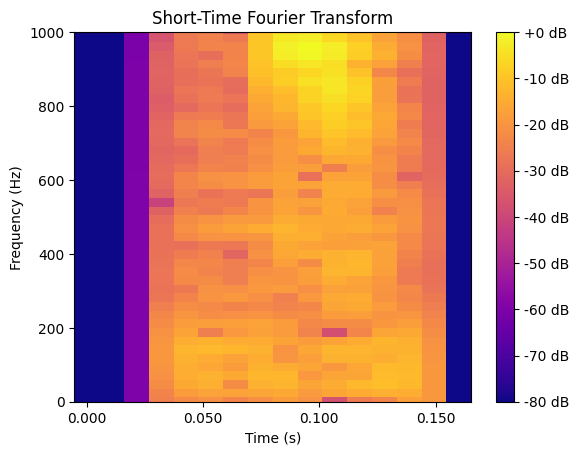 Short-Time Fourier Transform
1000
800
600
400
200
0
Frequency (Hz)
0.000
0.050
0.100
0.150
Time (s)
+0 dB
-10 dB
-20 dB
-30 dB
-40 dB
-50 dB
-60 dB
-70 dB
-80 dB